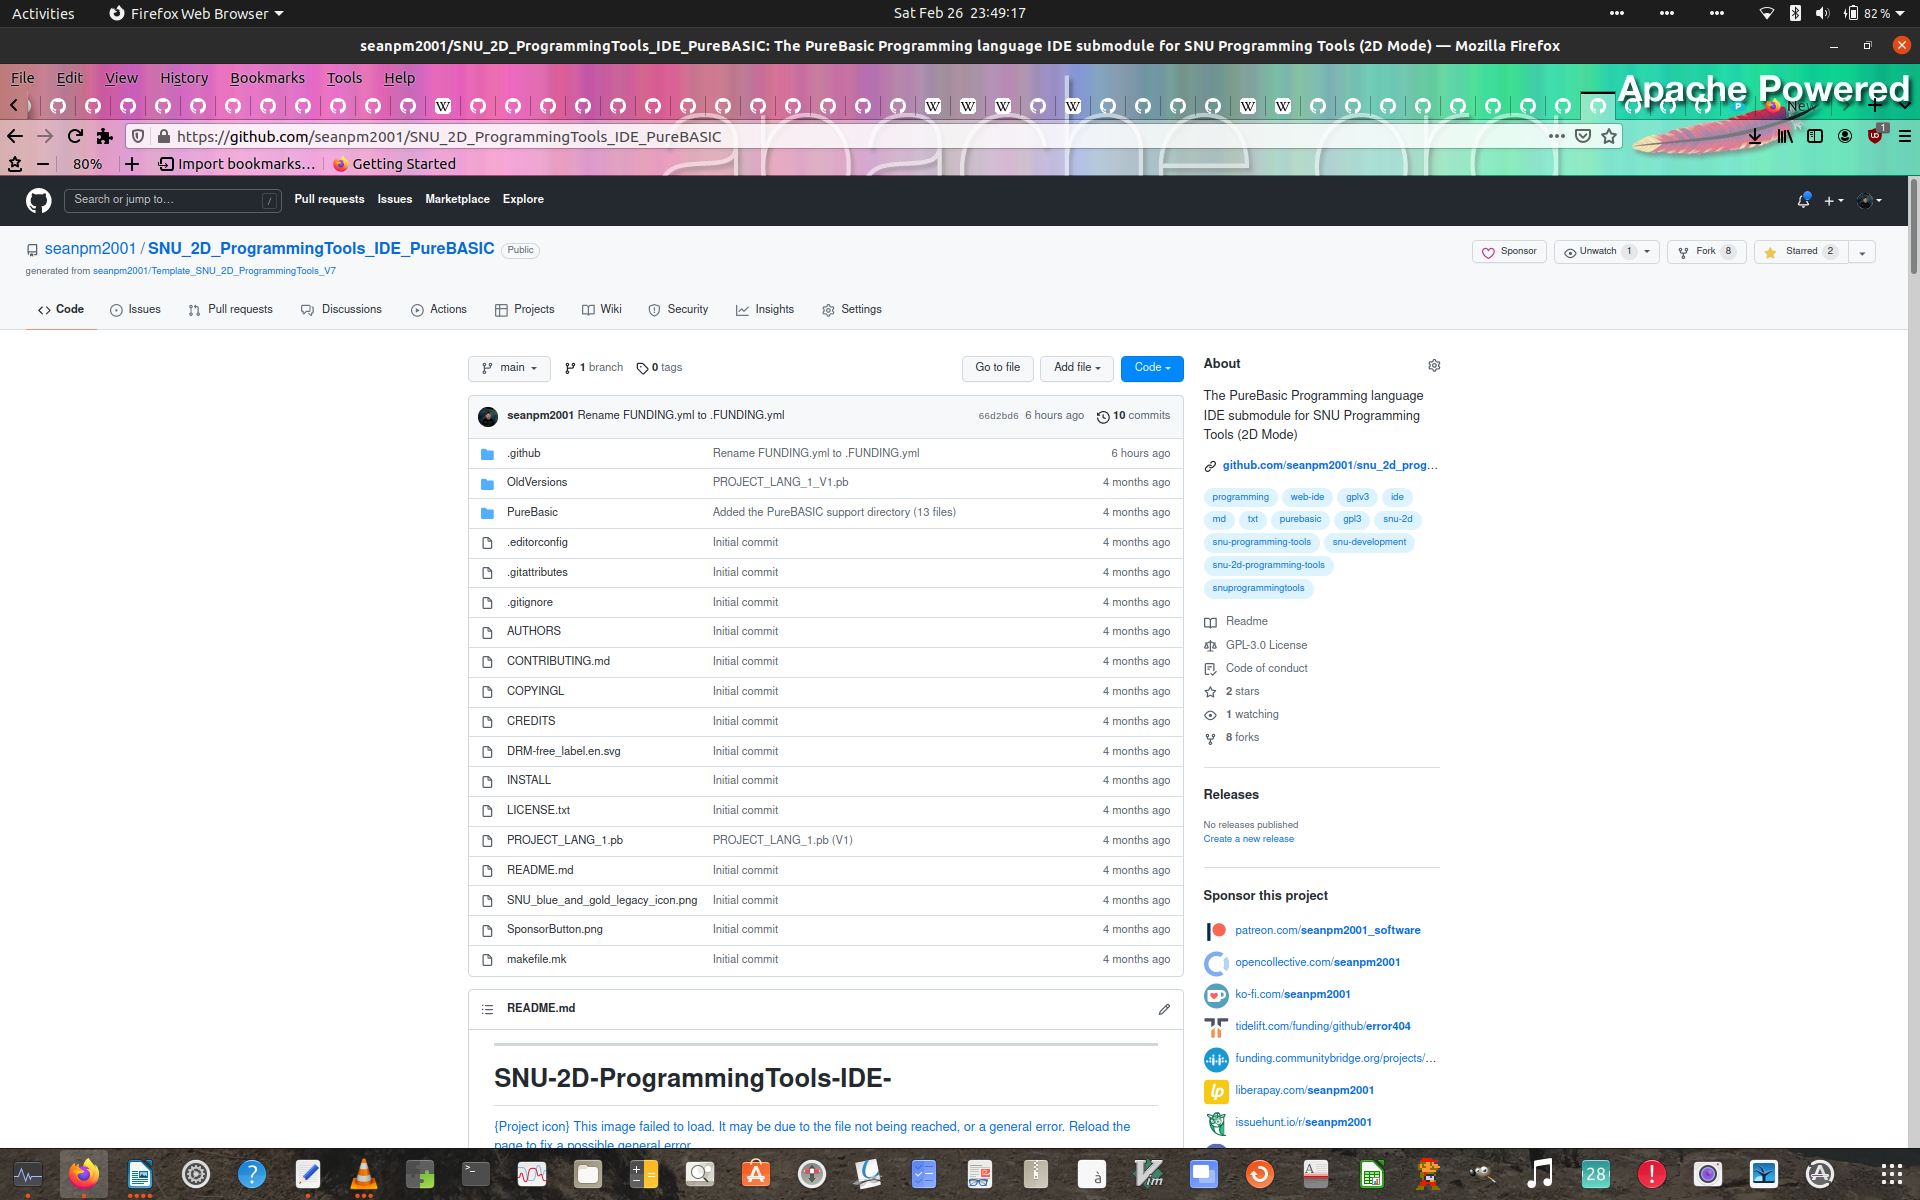 Activities Firefox Web Browser Sat Feb 26 23:49:17 82 %
seanpm2001/SNU_2D_ProgrammingTools_IDE_PureBASIC: The PureBasic Programming language IDE submodule for SNU Programming Tools (2D Mode) — Mozilla Firefox
File Edit View History Bookmarks Tools Help
Apache Powered
New
https://github.com/seanpm2001/SNU_2D_ProgrammingTools_IDE_PureBASIC
80% Import bookmarks... Getting Started
Search or jump to... / Pull requests Issues Marketplace Explore
seanpm2001 / SNU_2D_ProgrammingTools_IDE_PureBASIC Public
Sponsor Unwatch 1 Fork 8 Starred 2
generated from seanpm2001/Template_SNU_2D_ProgrammingTools_V7
Code Issues Pull requests Discussions Actions Projects Wiki Security Insights Settings
main 1 branch 0 tags Go to file Add file Code
seanpm2001 Rename FUNDING.yml to .FUNDING.yml 66d2bd6 6 hours ago 10 commits
.github Rename FUNDING.yml to .FUNDING.yml 6 hours ago
OldVersions PROJECT_LANG_1_V1.pb 4 months ago
PureBasic Added the PureBASIC support directory (13 files) 4 months ago
.editorconfig Initial commit 4 months ago
.gitattributes Initial commit 4 months ago
.gitignore Initial commit 4 months ago
AUTHORS Initial commit 4 months ago
CONTRIBUTING.md Initial commit 4 months ago
COPYINGL Initial commit 4 months ago
CREDITS Initial commit 4 months ago
DRM-free_label.en.svg Initial commit 4 months ago
INSTALL Initial commit 4 months ago
LICENSE.txt Initial commit 4 months ago
PROJECT_LANG_1.pb PROJECT_LANG_1.pb (V1) 4 months ago
README.md Initial commit 4 months ago
SNU_blue_and_gold_legacy_icon.png Initial commit 4 months ago
SponsorButton.png Initial commit 4 months ago
makefile.mk Initial commit 4 months ago
README.md
SNU-2D-ProgrammingTools-IDE-
{Project icon} This image failed to load. It may be due to the file not being reached, or a general error. Reload the
page to fix a possible general error.
About
The PureBasic Programming language
IDE submodule for SNU Programming
Tools (2D Mode)
github.com/seanpm2001/snu_2d_prog...
programming web-ide gplv3 ide
md txt purebasic gpl3 snu-2d
snu-programming-tools snu-development
snu-2d-programming-tools
snuprogrammingtools
Readme
GPL-3.0 License
Code of conduct
2 stars
1 watching
8 forks
Releases
No releases published
Create a new release
Sponsor this project
patreon.com/seanpm2001_software
opencollective.com/seanpm2001
ko-fi.com/seanpm2001
tidelift.com/funding/github/error404
funding.communitybridge.org/projects/...
liberapay.com/seanpm2001
issuehunt.io/r/seanpm2001